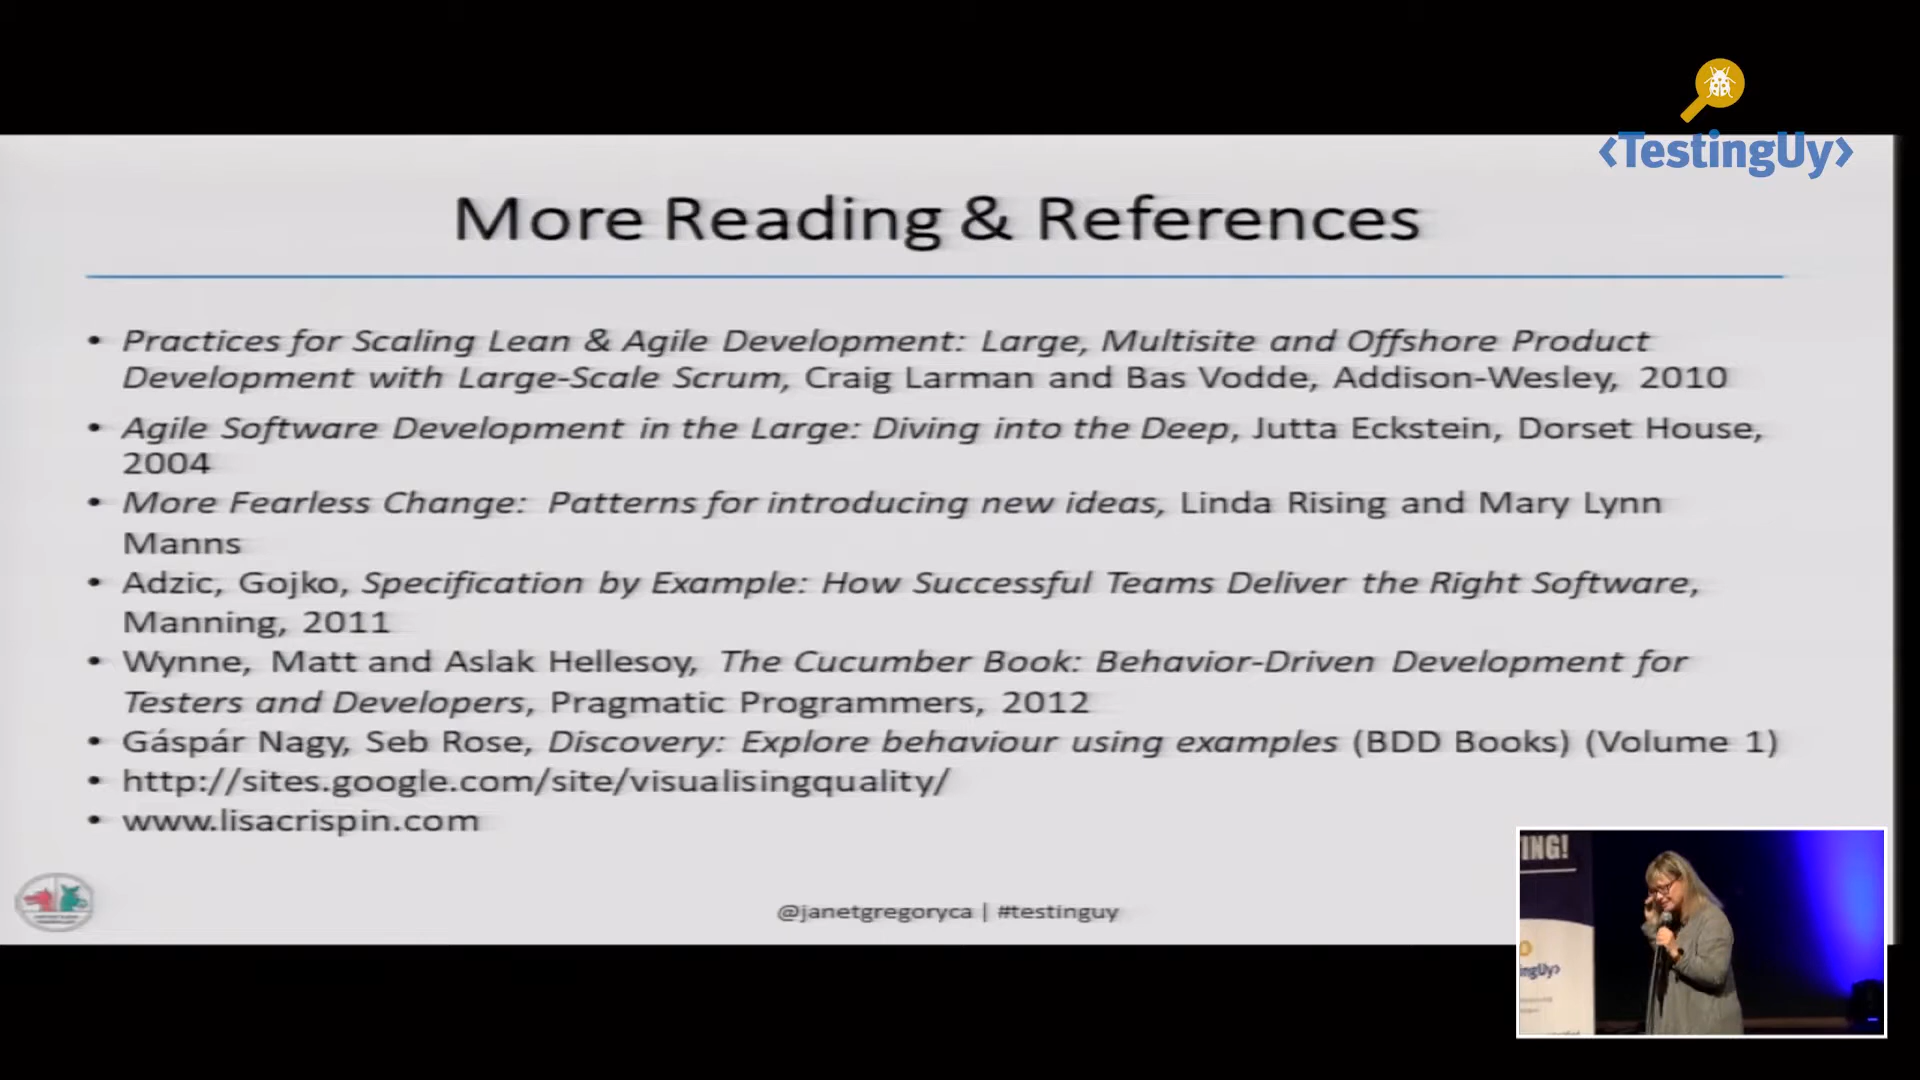 <TestingUy>
More Reading & References
• Practices for Scaling Lean & Agile Development: Large, Multisite and Offshore Product
Development with Large-Scale Scrum, Craig Larman and Bas Vodde, Addison-Wesley, 2010
• Agile Software Development in the Large: Diving into the Deep, Jutta Eckstein, Dorset House,
2004
• More Fearless Change: Patterns for introducing new ideas, Linda Rising and Mary Lynn
Manns
• Adzic, Gojko, Specification by Example: How Successful Teams Deliver the Right Software,
Manning, 2011
• Wynne, Matt and Aslak Hellesoy, The Cucumber Book: Behavior-Driven Development for
Testers and Developers, Pragmatic Programmers, 2012
• Gáspár Nagy, Seb Rose, Discovery: Explore behaviour using examples (BDD Books) (Volume 1)
• http://sites.google.com/site/visualisingquality/
• www.lisacrispin.com
@janetgregoryca | #testinguy
ING!
ingUy>